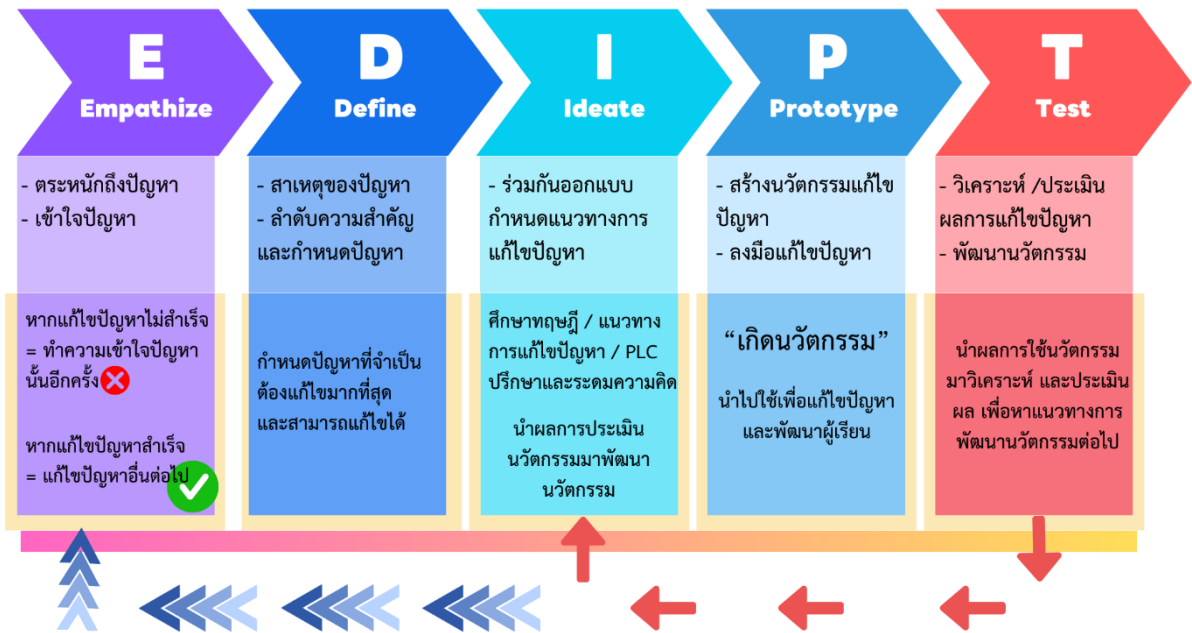 E
Empathize
- ตระหนักถึงปัญหา
- เข้าใจปัญหา
หากแก้ไขปัญหาไม่สำเร็จ
= ทำความเข้าใจปัญหา
นั้นอีกครั้ง
หากแก้ไขปัญหาสำเร็จ
= แก้ไขปัญหาอื่นต่อไป
D
Define
- สาเหตุของปัญหา
- ลำดับความสำคัญ
และกำหนดปัญหา
กำหนดปัญหาที่จำเป็น
ต้องแก้ไขมากที่สุด
และสามารถแก้ไขได้
I
Ideate
- ร่วมกันออกแบบ
กำหนดแนวทางการ
แก้ไขปัญหา
ศึกษาทฤษฎี / แนวทาง
การแก้ไขปัญหา / PLC
ปรึกษาและระดมความคิด
นำผลการประเมิน
นวัตกรรมมาพัฒนา
นวัตกรรม
P
Prototype
- สร้างนวัตกรรมแก้ไข
ปัญหา
- ลงมือแก้ไขปัญหา
“เกิดนวัตกรรม”
นำไปใช้เพื่อแก้ไขปัญหา
และพัฒนาผู้เรียน
T
Test
- วิเคราะห์ /ประเมิน
ผลการแก้ไขปัญหา
- พัฒนานวัตกรรม
นำผลการใช้นวัตกรรม
มาวิเคราะห์ และประเมิน
ผล เพื่อหาแนวทางการ
พัฒนานวัตกรรมต่อไป